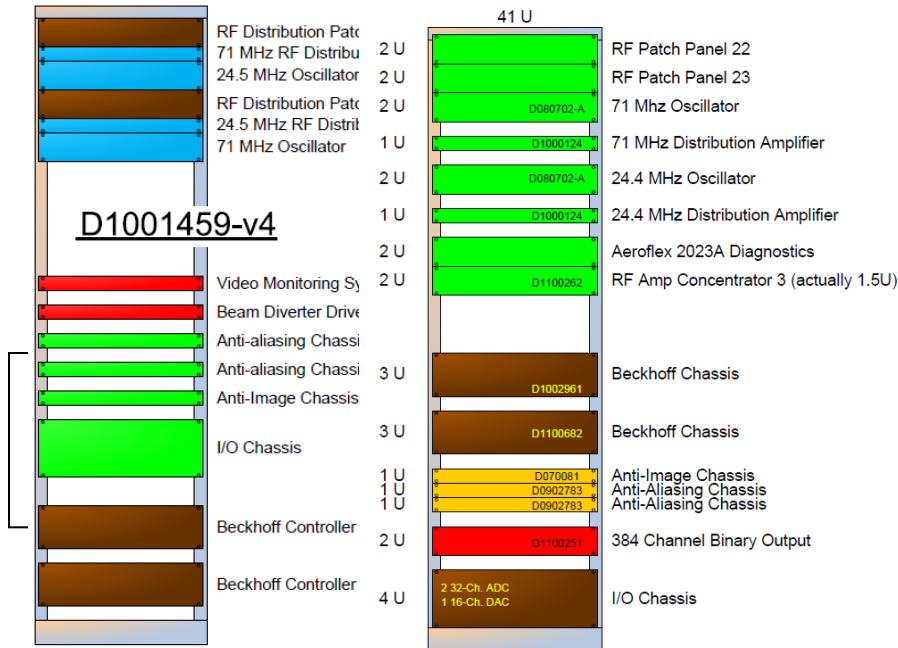 RF Distribution Patc
71 MHz RF Distribu
24.5 MHz Oscillator
RF Distribution Patc
24.5 MHz RF Distrib
71 MHz Oscillator
D1001459-v4
Video Monitoring Sy
Beam Diverter Drive
Anti-aliasing Chassi
Anti-aliasing Chassi
Anti-Image Chassis
I/O Chassis
Beckhoff Controller
Beckhoff Controller
41 U
2 U RF Patch Panel 22
2 U RF Patch Panel 23
2 U D080702-A 71 Mhz Oscillator
1 U D1000124 71 MHz Distribution Amplifier
2 U D080702-A 24.4 MHz Oscillator
1 U D1000124 24.4 MHz Distribution Amplifier
2 U Aeroflex 2023A Diagnostics
2 U D1100262 RF Amp Concentrator 3 (actually 1.5U)
3 U D1002961 Beckhoff Chassis
3 U D1100682 Beckhoff Chassis
1 U D070081 Anti-Image Chassis
1 U D0902783 Anti-Aliasing Chassis
1 U D0902783 Anti-Aliasing Chassis
2 U D1100251 384 Channel Binary Output
4 U 2 32-Ch. ADC I/O Chassis
1 16-Ch. DAC